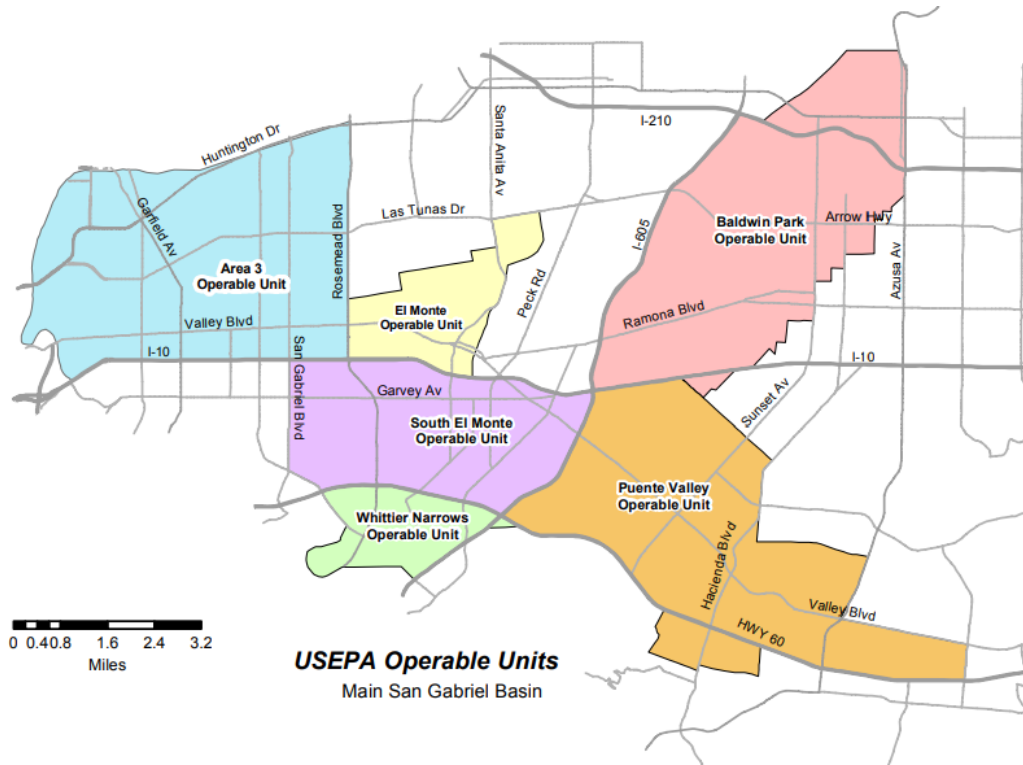 Huntington Dr
Santa Anita Av
I-210
Garfield Av
Rosemead Blvd
Las Tunas Dr
I-605
Baldwin Park
Operable Unit
Arrow Hwy
Azusa Av
Area 3
Operable Unit
Peck Rd
El Monte
Operable Unit
Ramona Blvd
Valley Blvd
I-10
San Gabriel Blvd
I-10
Garvey Av
Sunset Av
South El Monte
Operable Unit
Puente Valley
Operable Unit
Whittier Narrows
Operable Unit
Hacienda Blvd
Valley Blvd
HWY 60
0 0.40.8 1.6 2.4 3.2
Miles
USEPA Operable Units
Main San Gabriel Basin